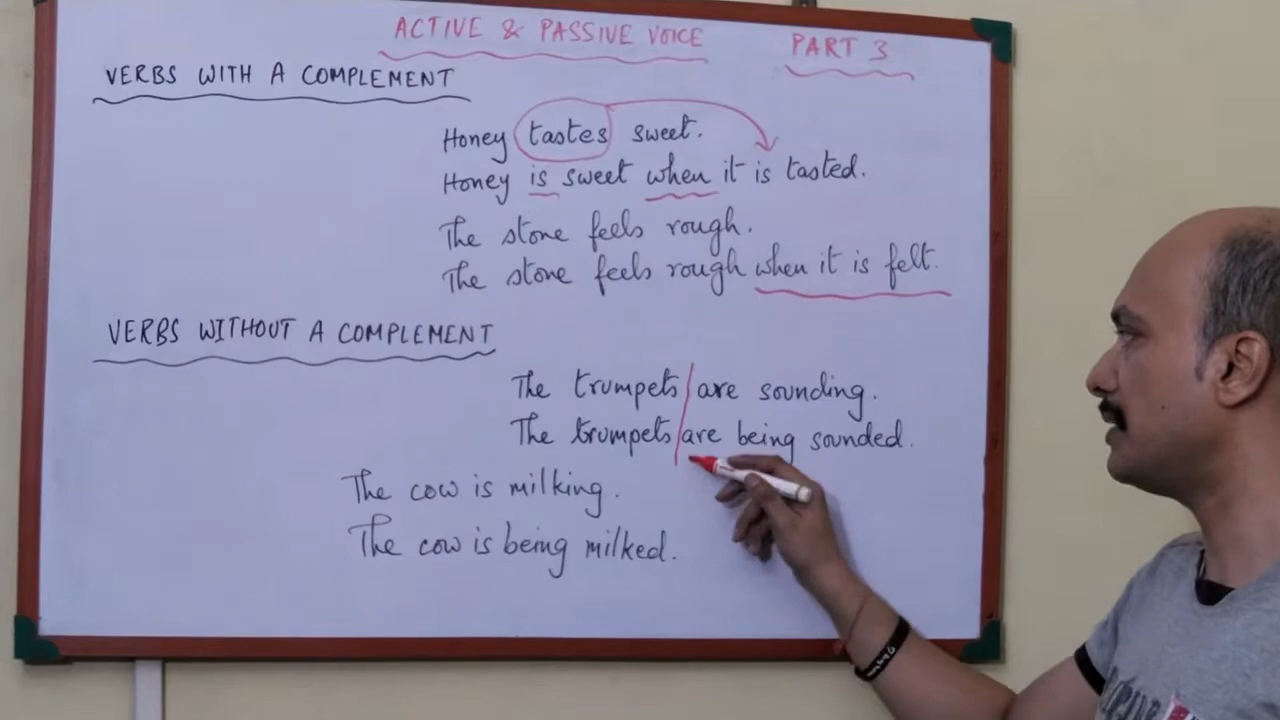 ACTIVE & PASSIVE VOICE PART 3
VERBS WITH A COMPLEMENT
Honey tastes sweet.
Honey is sweet when it is tasted.
The stone feels rough.
The stone feels rough when it is felt.
VERBS WITHOUT A COMPLEMENT
The trumpets are sounding.
The trumpets are being sounded.
The cow is milking.
The cow is being milked.